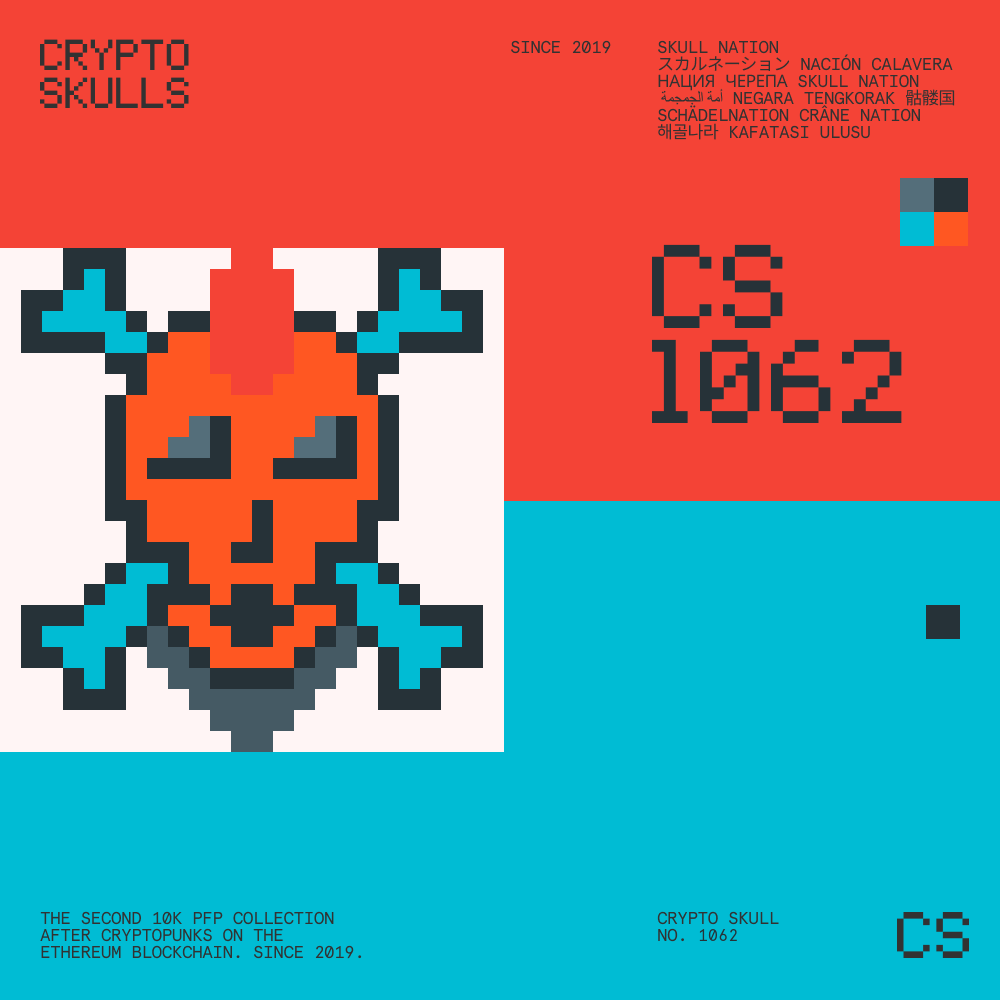 CRYPTO
SKULLS
SINCE 2019
SKULL NATION
スカルネーション NACIÓN CALAVERA
НАЦИЯ ЧЕРЕПА SKULL NATION
أمة الجمجمة NEGARA TENGKORAK 骷髅国
SCHÄDELNATION CRÂNE NATION
해골나라 KAFATASI ULUSU
CS
1062
THE SECOND 10K PFP COLLECTION
AFTER CRYPTOPUNKS ON THE
ETHEREUM BLOCKCHAIN. SINCE 2019.
CRYPTO SKULL
NO. 1062
CS